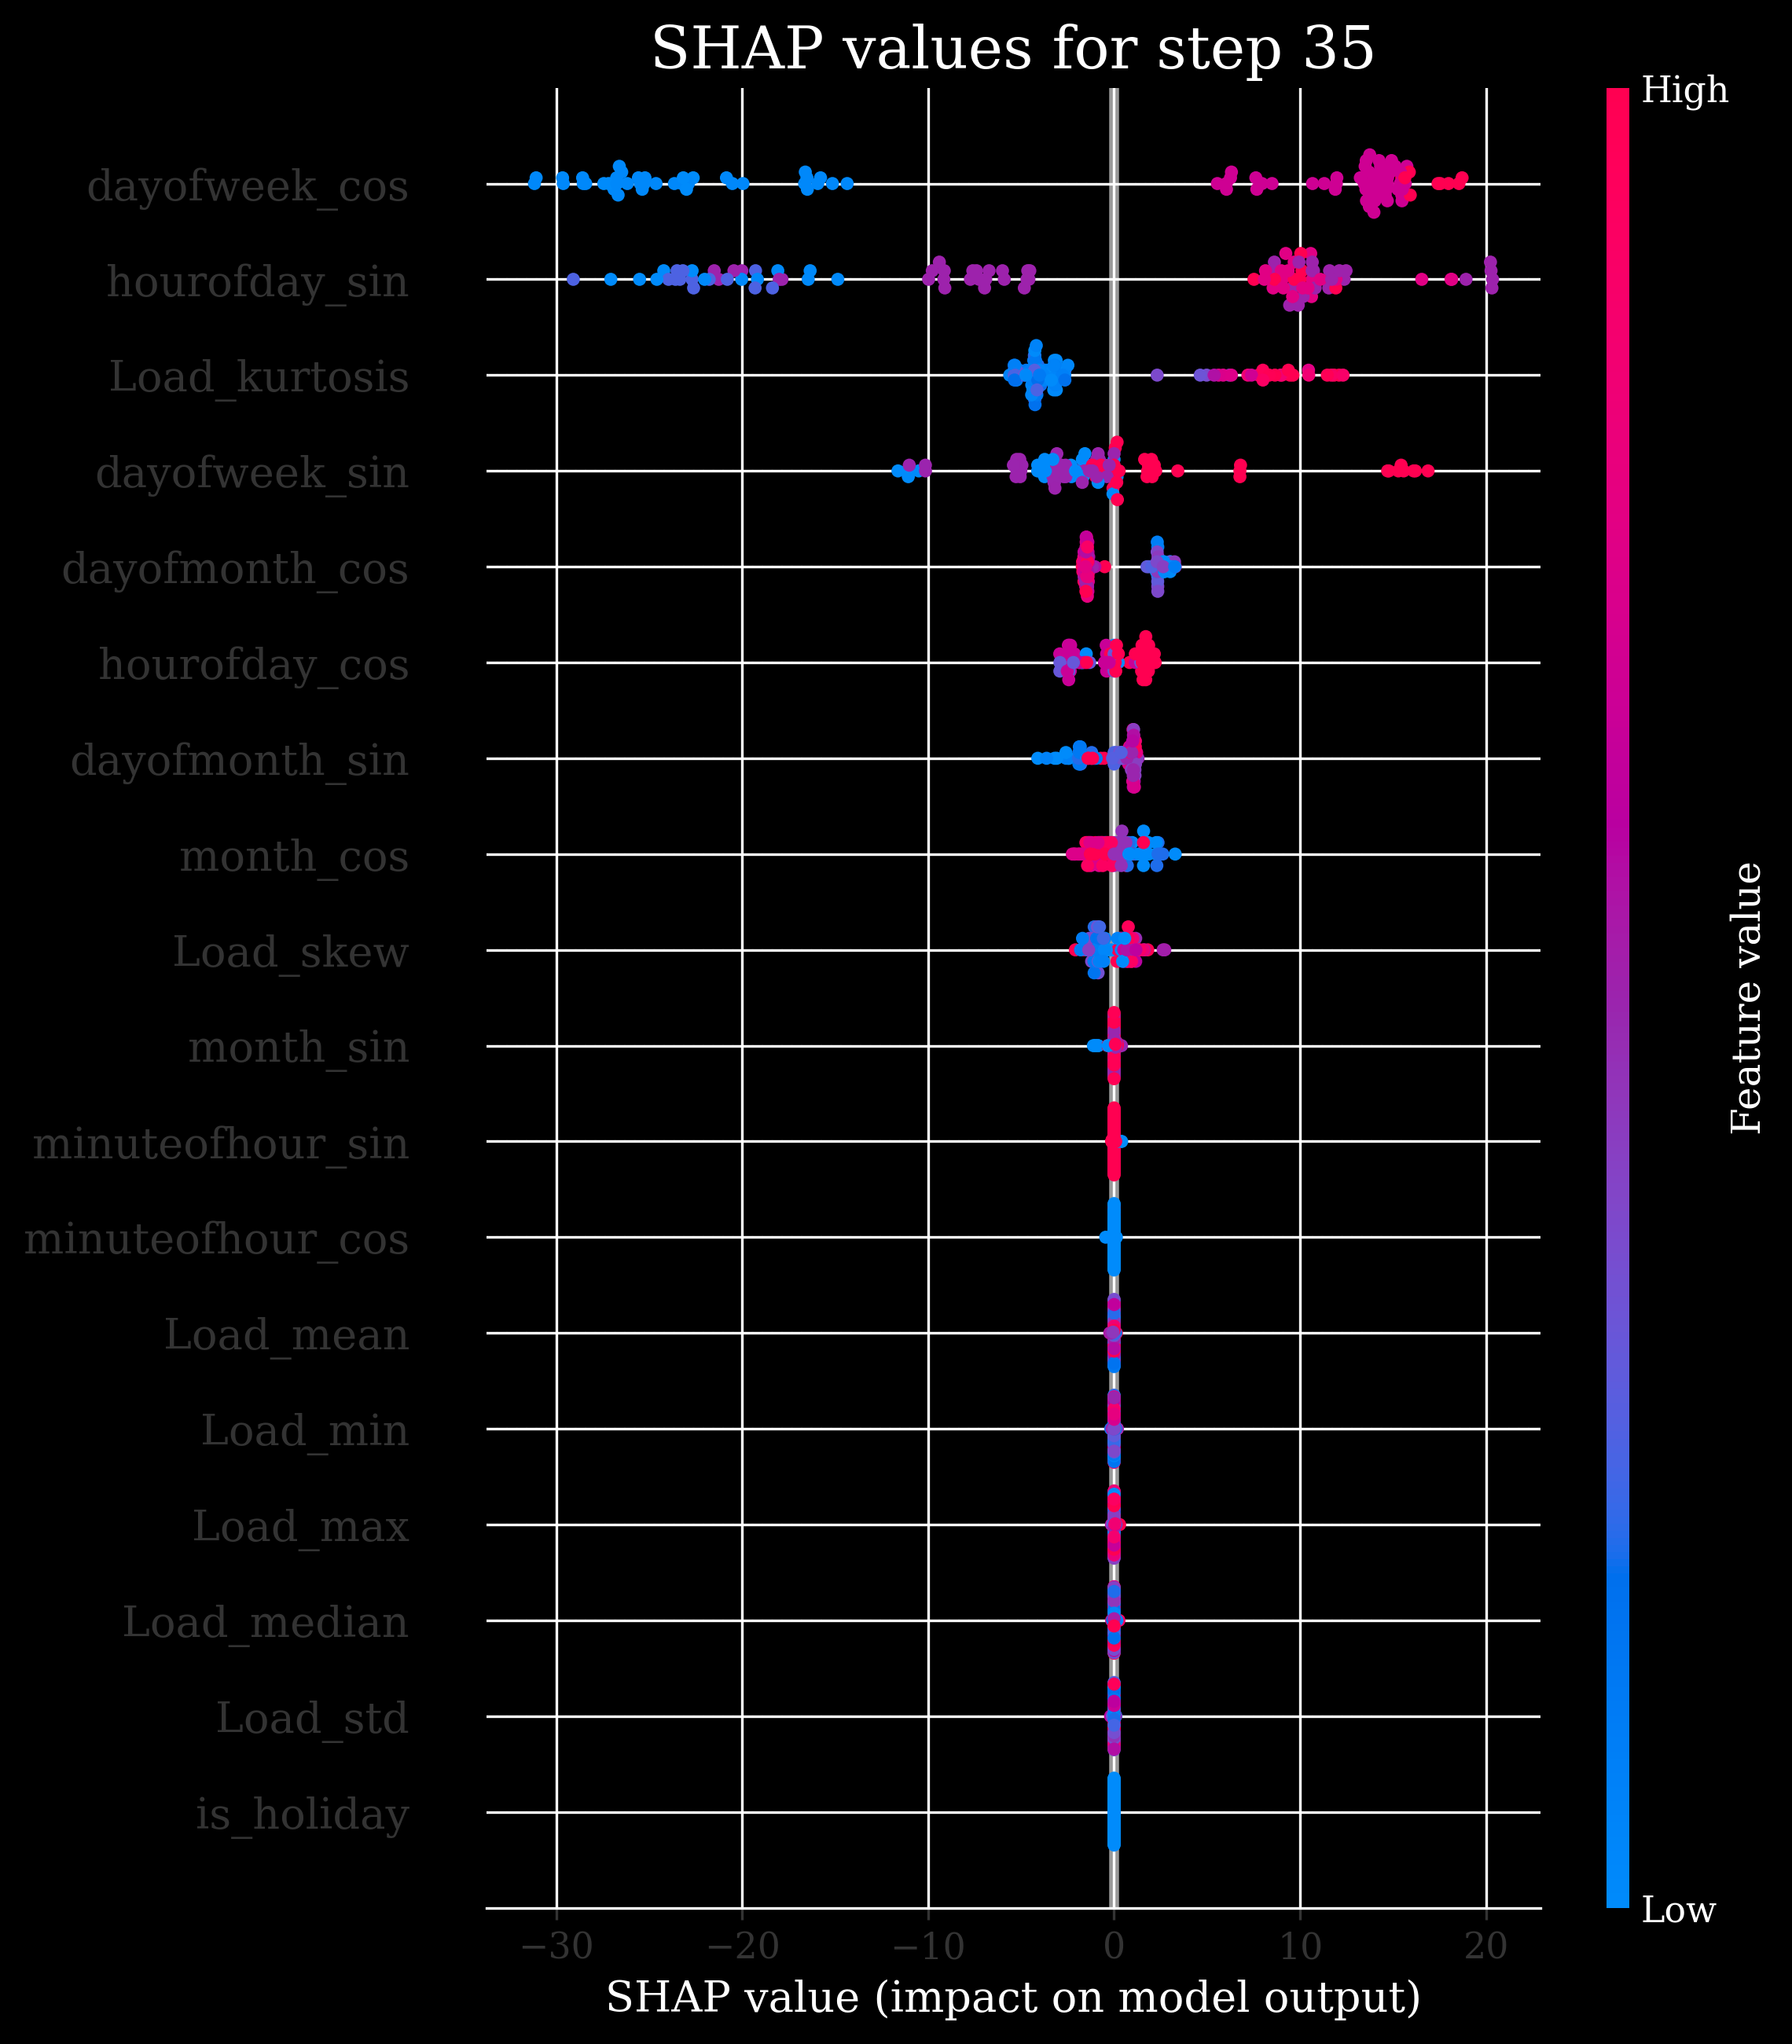 SHAP values for step 35
High
dayofweek_cos
hourofday_sin
Load_kurtosis
dayofweek_sin
dayofmonth_cos
hourofday_cos
dayofmonth_sin
month_cos
Load_skew
month_sin
minuteofhour_sin
minuteofhour_cos
Load_mean
Load_min
Load_max
Load_median
Load_std
is_holiday
Feature value
Low
−30 −20 −10 0 10 20
SHAP value (impact on model output)